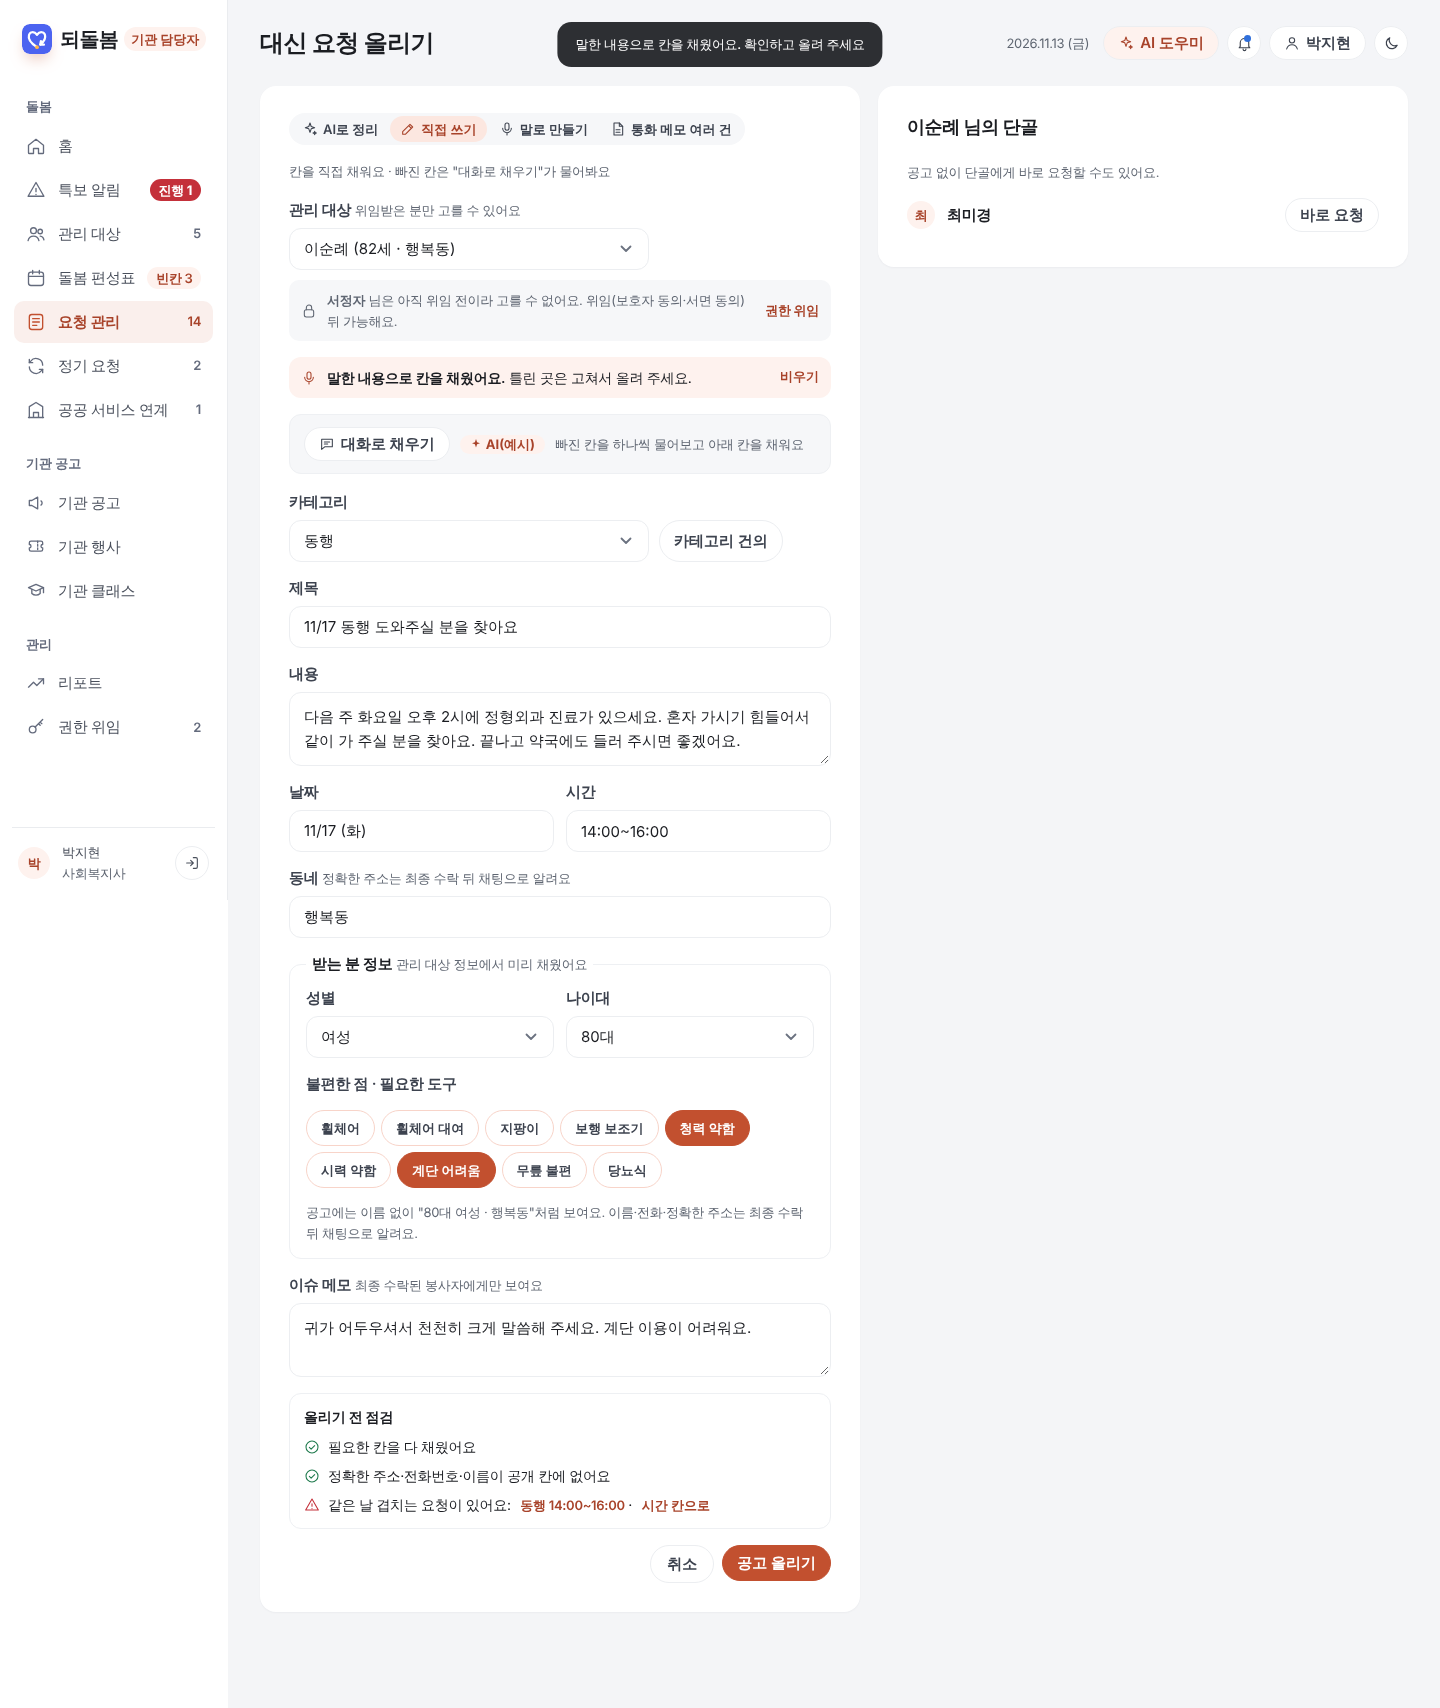 되돌봄 기관 담당자
돌봄
홈
특보 알림 진행 1
관리 대상 5
돌봄 편성표 빈칸 3
요청 관리 14
정기 요청 2
공공 서비스 연계 1
기관 공고
기관 공고
기관 행사
기관 클래스
관리
리포트
권한 위임 2
박 박지현
사회복지사
대신 요청 올리기
말한 내용으로 칸을 채웠어요. 확인하고 올려 주세요
2026.11.13 (금) AI 도우미 박지현
AI로 정리 직접 쓰기 말로 만들기 통화 메모 여러 건
칸을 직접 채워요 · 빠진 칸은 "대화로 채우기"가 물어봐요
관리 대상 위임받은 분만 고를 수 있어요
이순례 (82세 · 행복동)
서정자 님은 아직 위임 전이라 고를 수 없어요. 위임(보호자 동의·서면 동의)
뒤 가능해요.
권한 위임
말한 내용으로 칸을 채웠어요. 틀린 곳은 고쳐서 올려 주세요. 비우기
대화로 채우기 AI(예시) 빠진 칸을 하나씩 물어보고 아래 칸을 채워요
카테고리
동행 카테고리 건의
제목
11/17 동행 도와주실 분을 찾아요
내용
다음 주 화요일 오후 2시에 정형외과 진료가 있으세요. 혼자 가시기 힘들어서
같이 가 주실 분을 찾아요. 끝나고 약국에도 들러 주시면 좋겠어요.
날짜 시간
11/17 (화) 14:00~16:00
동네 정확한 주소는 최종 수락 뒤 채팅으로 알려요
행복동
받는 분 정보 관리 대상 정보에서 미리 채웠어요
성별 나이대
여성 80대
불편한 점 · 필요한 도구
휠체어 휠체어 대여 지팡이 보행 보조기 청력 약함
시력 약함 계단 어려움 무릎 불편 당뇨식
공고에는 이름 없이 "80대 여성 · 행복동"처럼 보여요. 이름·전화·정확한 주소는 최종 수락
뒤 채팅으로 알려요.
이슈 메모 최종 수락된 봉사자에게만 보여요
귀가 어두우셔서 천천히 크게 말씀해 주세요. 계단 이용이 어려워요.
올리기 전 점검
필요한 칸을 다 채웠어요
정확한 주소·전화번호·이름이 공개 칸에 없어요
같은 날 겹치는 요청이 있어요: 동행 14:00~16:00 · 시간 칸으로
취소 공고 올리기
이순례 님의 단골
공고 없이 단골에게 바로 요청할 수도 있어요.
최 최미경 바로 요청